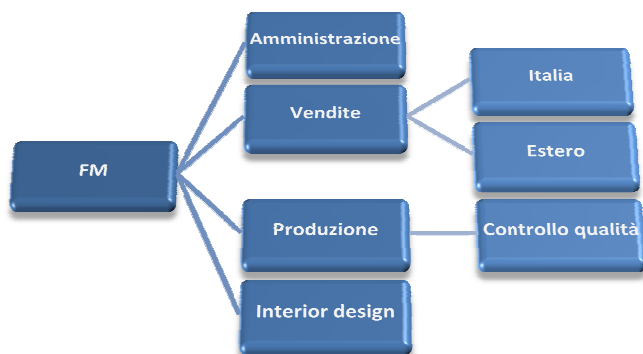 Amministrazione
Italia
Vendite
Estero
FM
Produzione
Controllo qualità
Interior design